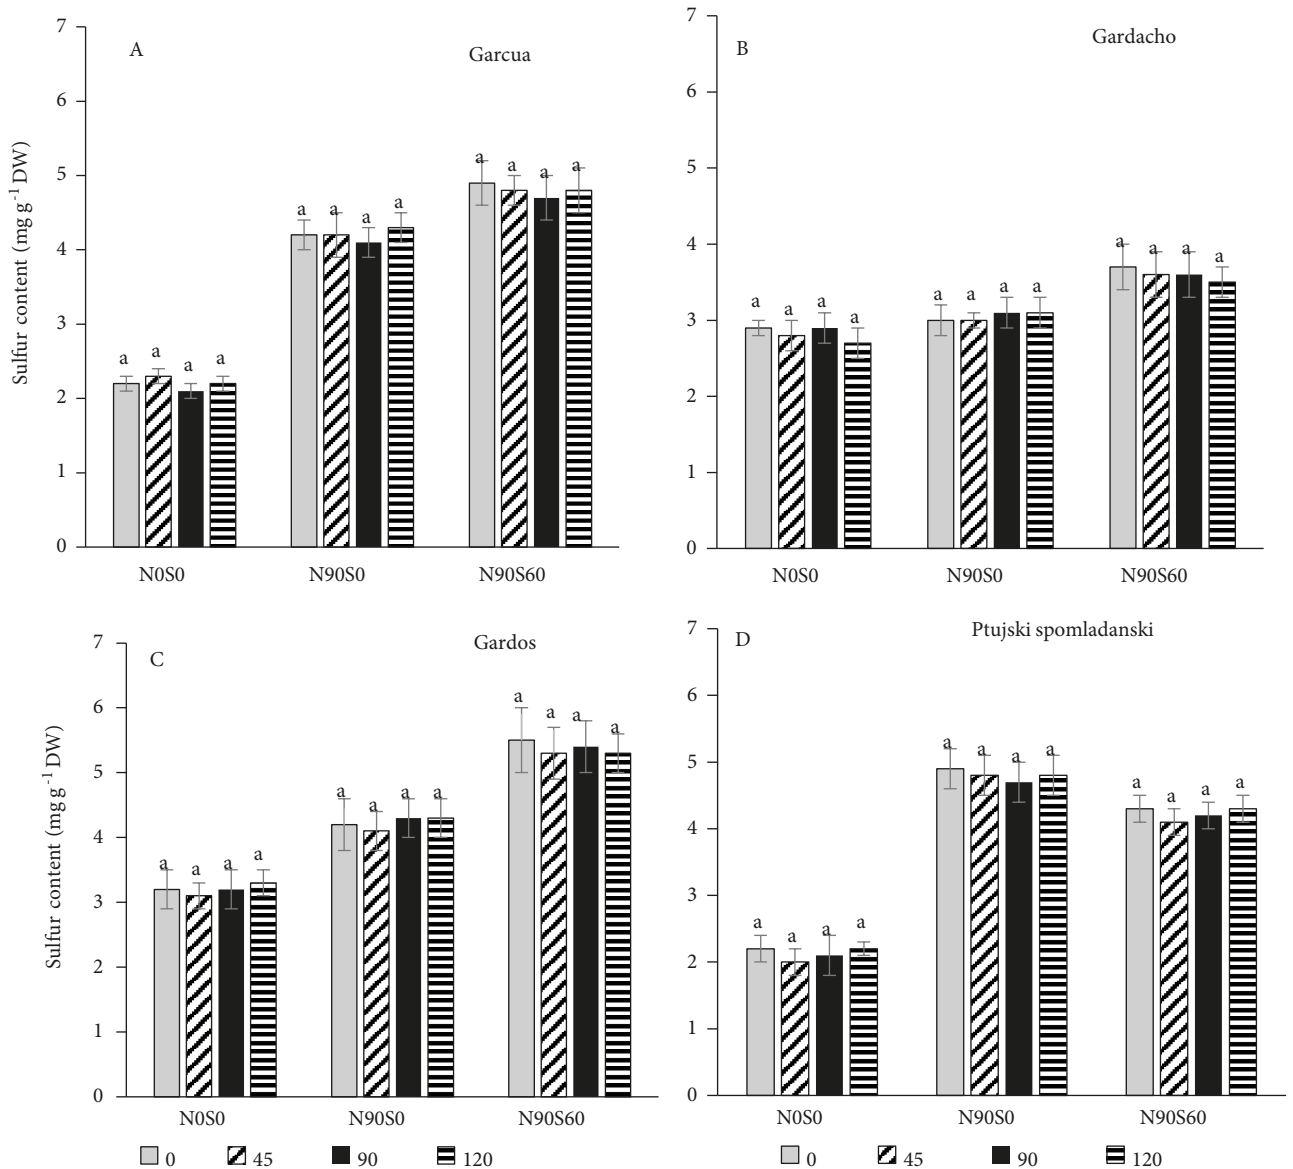 A
Garcua
Sulfur content (mg g⁻¹ DW)
7
6
5
4
3
2
1
0
a a a a
a a a a
a a a a
N0S0 N90S0 N90S60
B
Gardacho
7
6
5
4
3
2
1
0
a a a a
a a a a
a a a a
N0S0 N90S0 N90S60
C
Gardos
Sulfur content (mg g⁻¹ DW)
7
6
5
4
3
2
1
0
a a a a
a a a a
a a a a
N0S0 N90S0 N90S60
0 45 90 120
D
Ptujski spomladanski
7
6
5
4
3
2
1
0
a a a a
a a a a
a a a a
N0S0 N90S0 N90S60
0 45 90 120